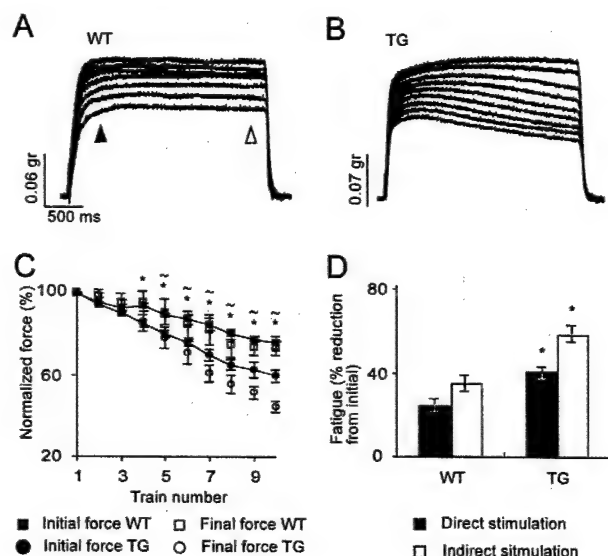 A
WT
0.06 gr
500 ms
B
TG
0.07 gr
C
Normalized force (%)
100
60
20
* ~ * ~ * ~ * ~ * ~ * ~ *
1 3 5 7 9
Train number
Initial force WT
Final force WT
Initial force TG
Final force TG
D
Fatigue (% reduction
from initial)
80
40
0
* *
WT TG
Direct stimulation
Indirect stimulation